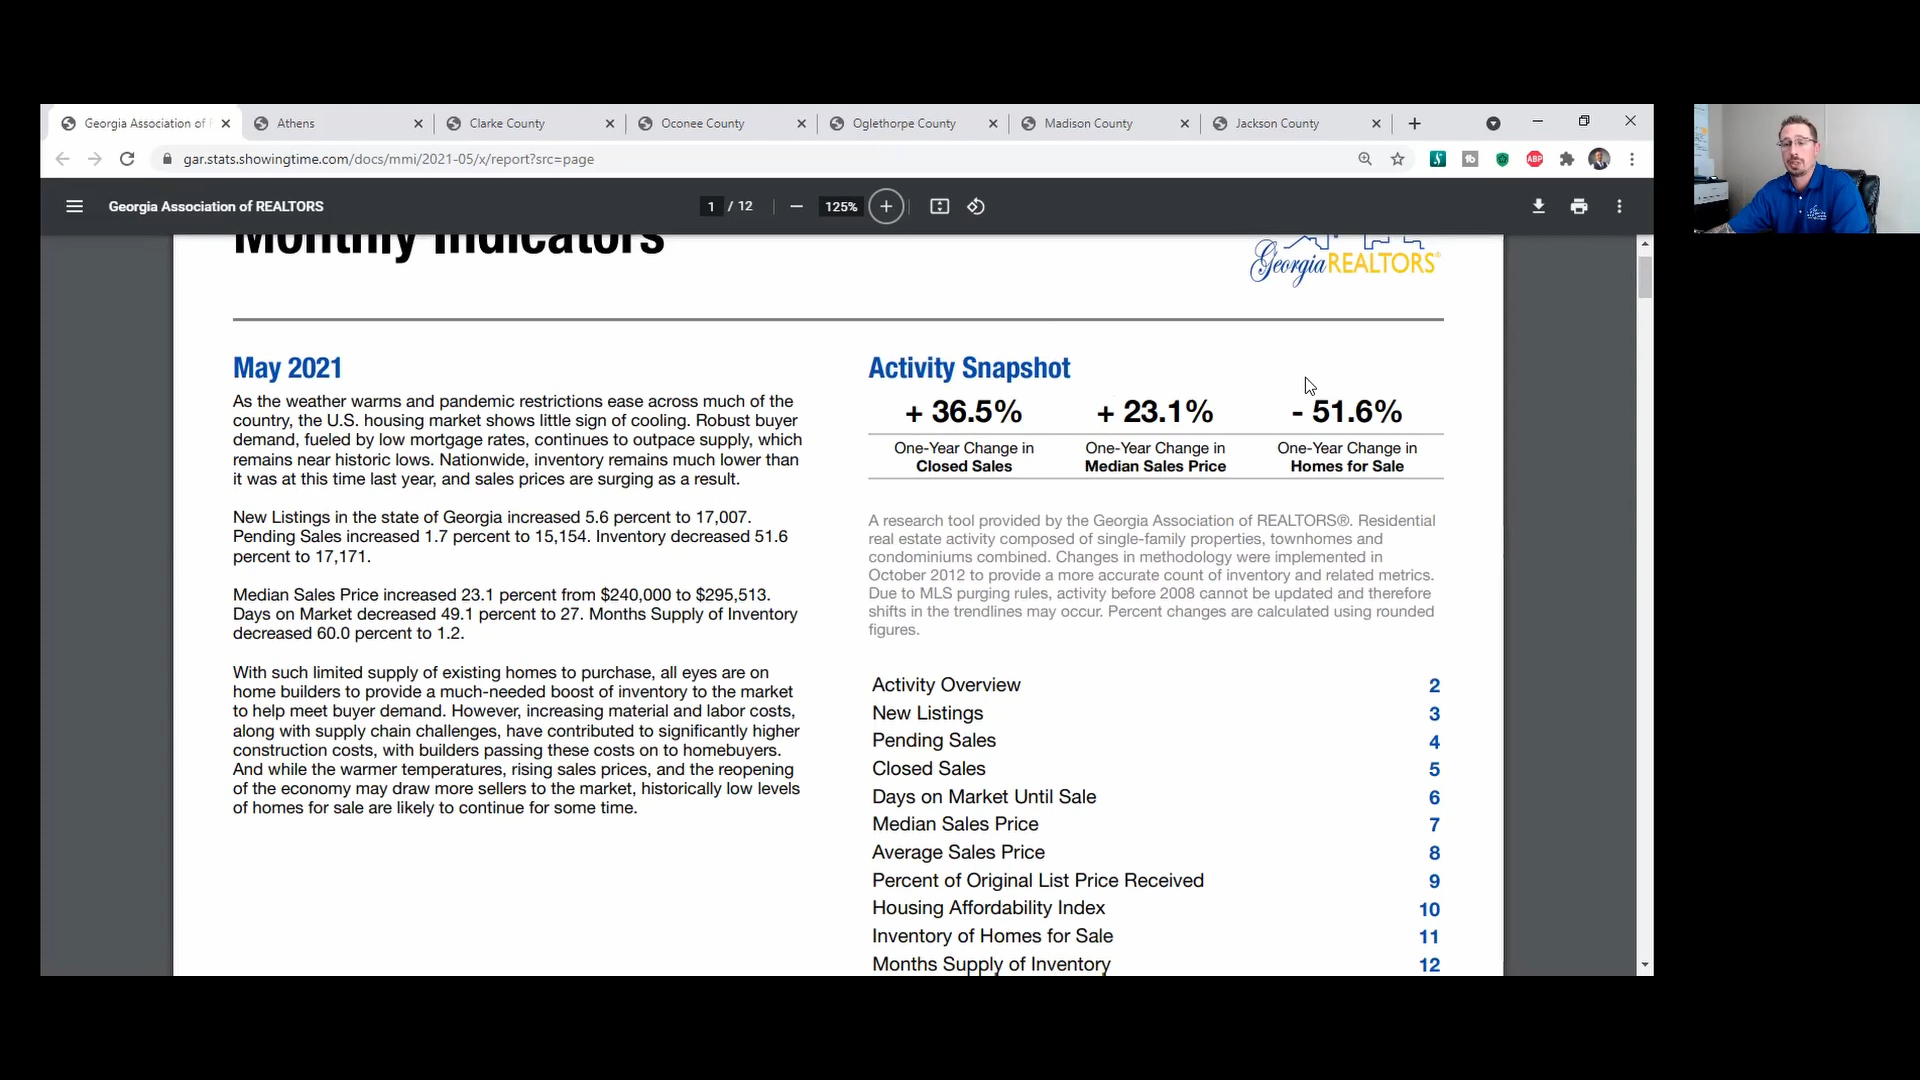 Georgia Association of
Athens
Clarke County
Oconee County
Oglethorpe County
Madison County
Jackson County
gar.stats.showingtime.com/docs/mmi/2021-05/x/report?src=page
ABP
Georgia Association of REALTORS
1 / 12
125%
Monthly Indicators
Georgia REALTORS®
May 2021
As the weather warms and pandemic restrictions ease across much of the
country, the U.S. housing market shows little sign of cooling. Robust buyer
demand, fueled by low mortgage rates, continues to outpace supply, which
remains near historic lows. Nationwide, inventory remains much lower than
it was at this time last year, and sales prices are surging as a result.
New Listings in the state of Georgia increased 5.6 percent to 17,007.
Pending Sales increased 1.7 percent to 15,154. Inventory decreased 51.6
percent to 17,171.
Median Sales Price increased 23.1 percent from $240,000 to $295,513.
Days on Market decreased 49.1 percent to 27. Months Supply of Inventory
decreased 60.0 percent to 1.2.
With such limited supply of existing homes to purchase, all eyes are on
home builders to provide a much-needed boost of inventory to the market
to help meet buyer demand. However, increasing material and labor costs,
along with supply chain challenges, have contributed to significantly higher
construction costs, with builders passing these costs on to homebuyers.
And while the warmer temperatures, rising sales prices, and the reopening
of the economy may draw more sellers to the market, historically low levels
of homes for sale are likely to continue for some time.
Activity Snapshot
+ 36.5% + 23.1% - 51.6%
One-Year Change in One-Year Change in One-Year Change in
Closed Sales Median Sales Price Homes for Sale
A research tool provided by the Georgia Association of REALTORS®. Residential
real estate activity composed of single-family properties, townhomes and
condominiums combined. Changes in methodology were implemented in
October 2012 to provide a more accurate count of inventory and related metrics.
Due to MLS purging rules, activity before 2008 cannot be updated and therefore
shifts in the trendlines may occur. Percent changes are calculated using rounded
figures.
Activity Overview 2
New Listings 3
Pending Sales 4
Closed Sales 5
Days on Market Until Sale 6
Median Sales Price 7
Average Sales Price 8
Percent of Original List Price Received 9
Housing Affordability Index 10
Inventory of Homes for Sale 11
Months Supply of Inventory 12